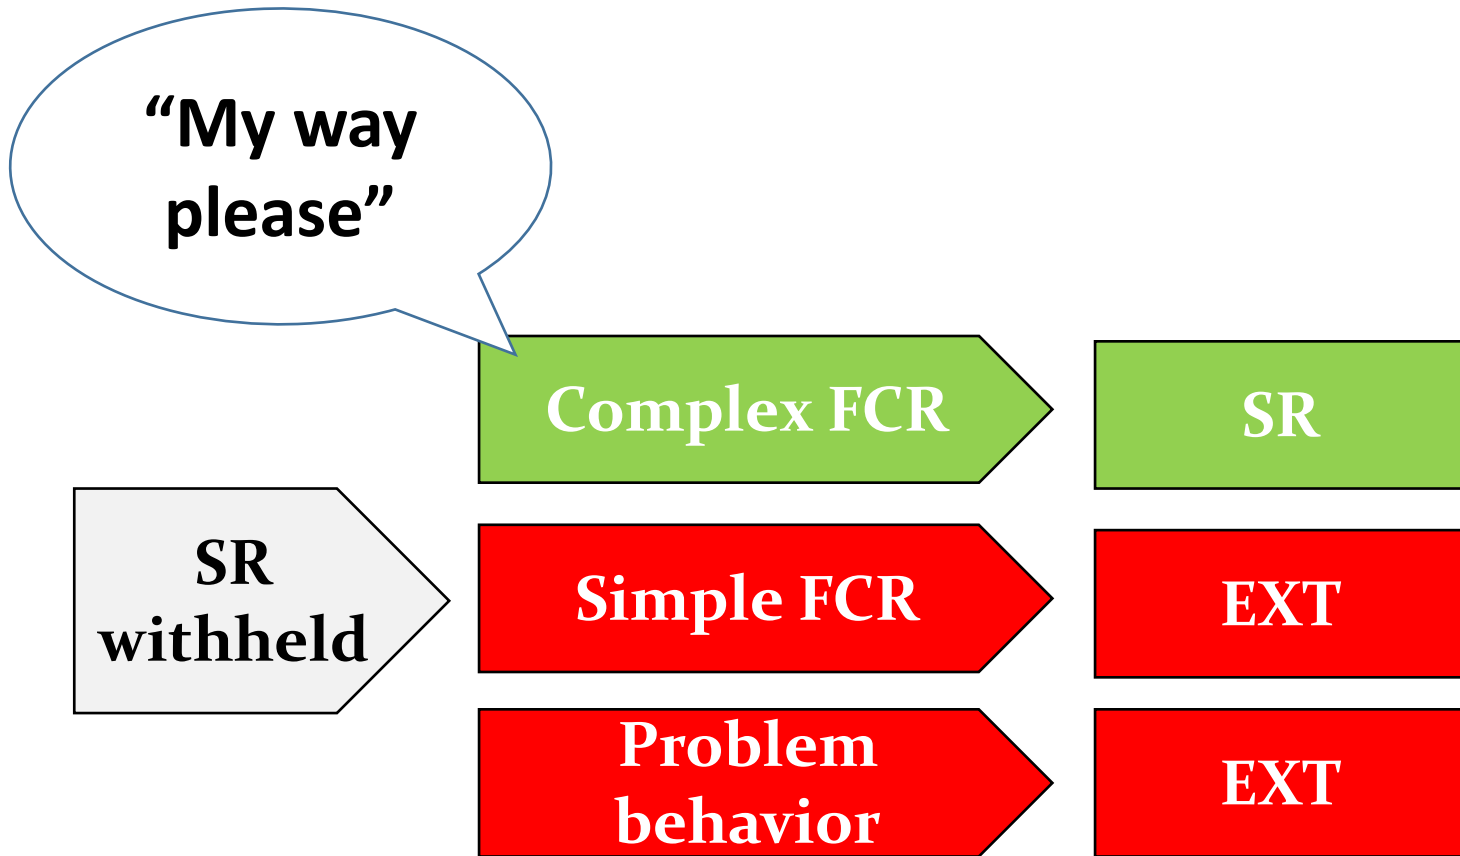 “My way
please”
Complex FCR
SR
SR
withheld
Simple FCR
EXT
Problem
behavior
EXT